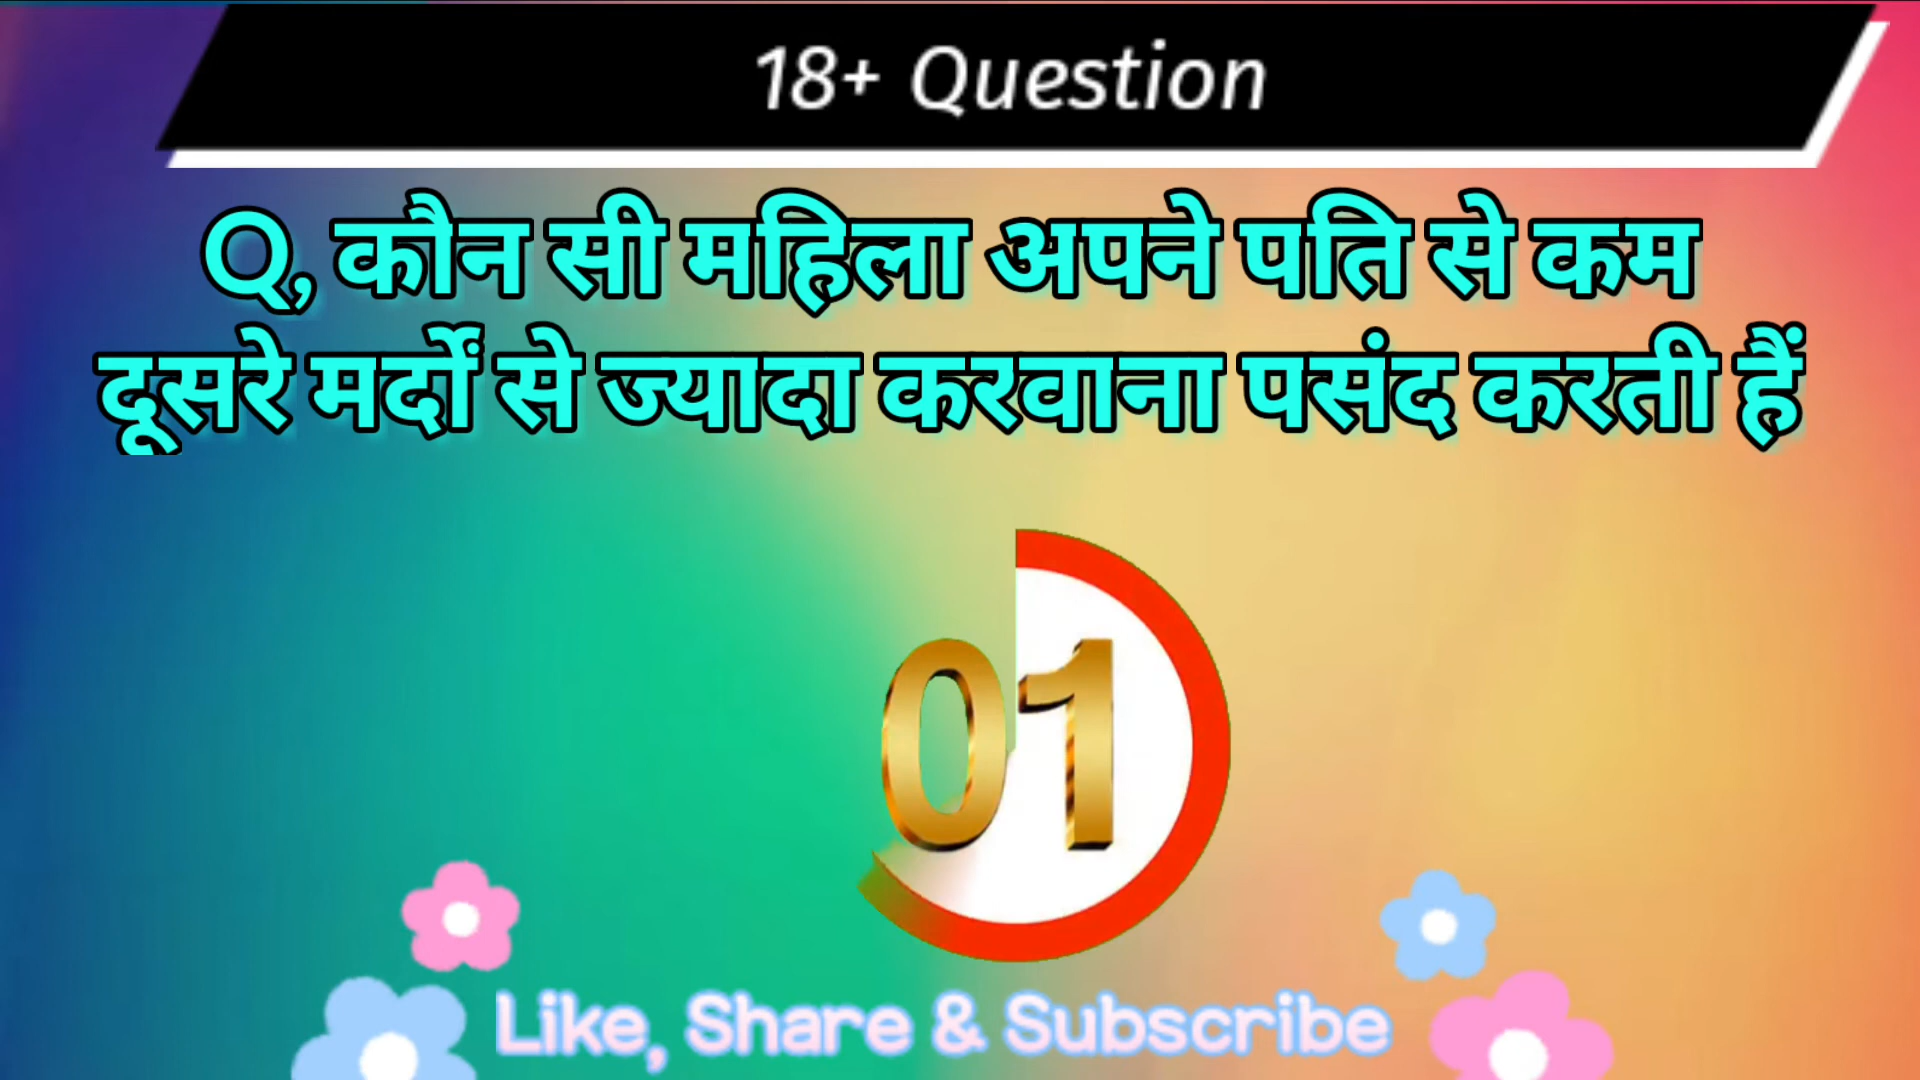 18+ Question
Q, कौन सी महिला अपने पति से कम
दूसरे मर्दों से ज्यादा करवाना पसंद करती हैं
01
Like, Share & Subscribe